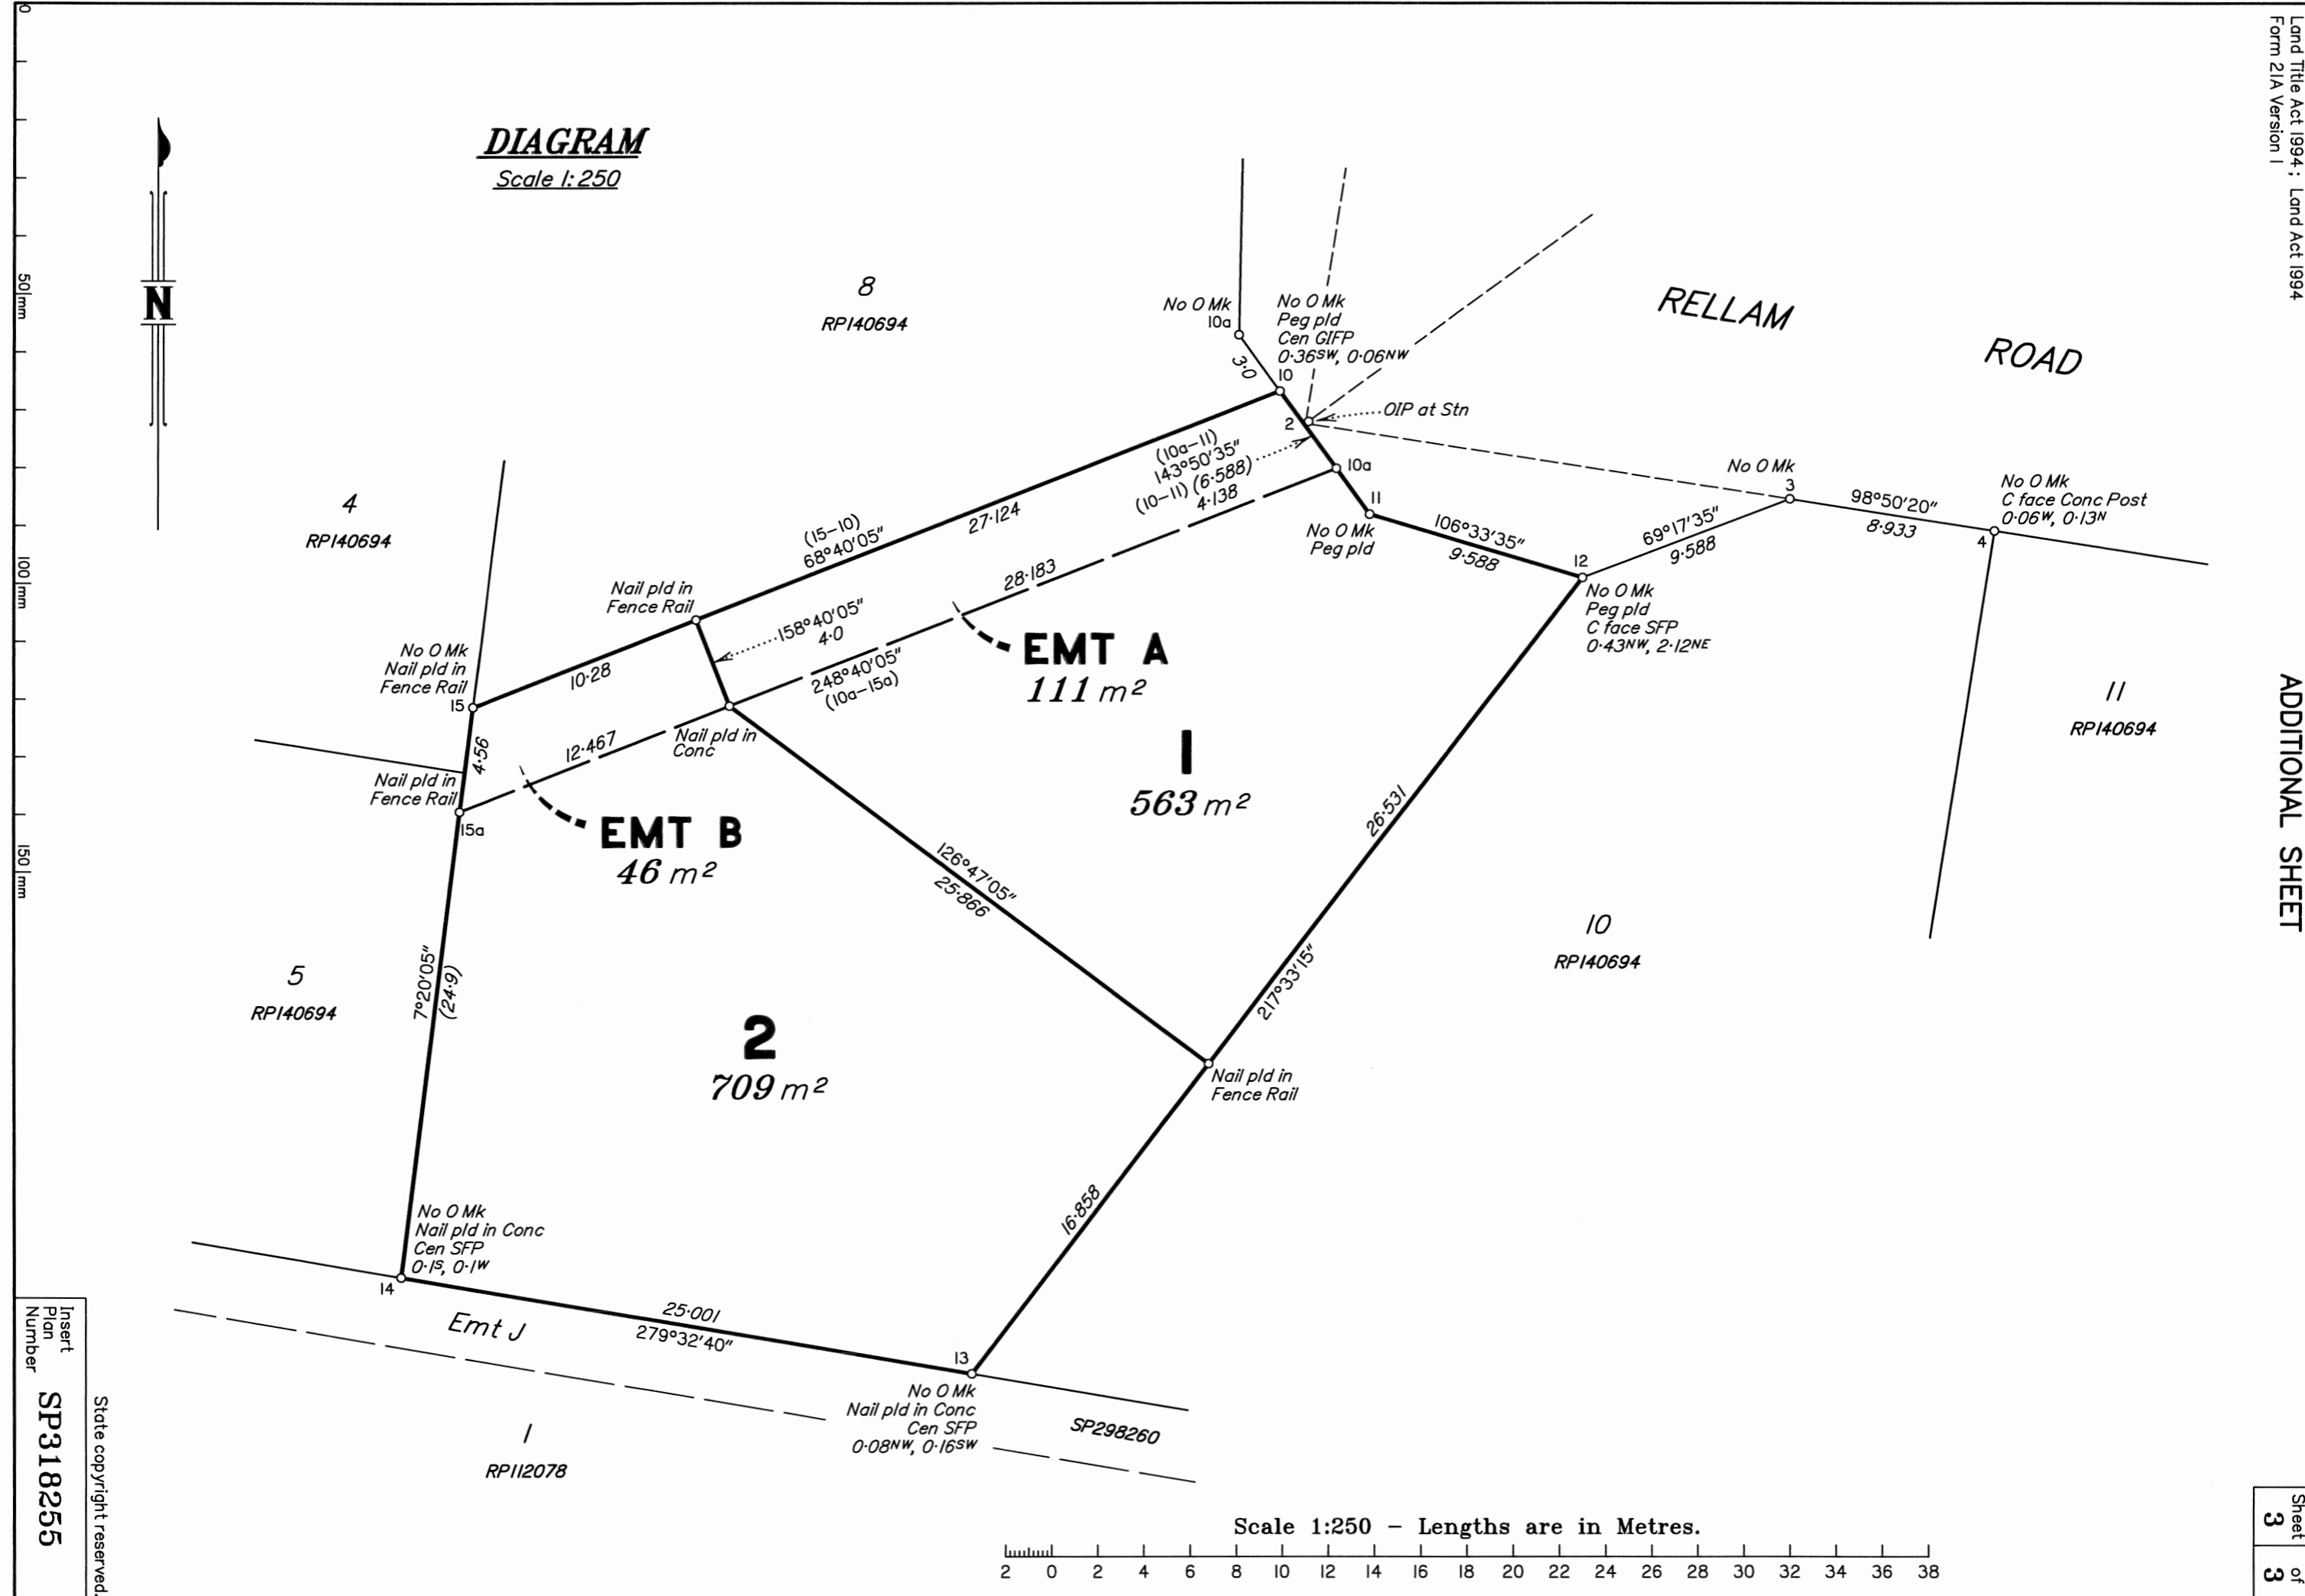 Land Title Act 1994 ; Land Act 1994
Form 21A Version 1
0
50 mm
100 mm
150 mm
DIAGRAM
Scale 1:250
N
8
RP140694
RELLAM
ROAD
No O Mk
10a
3·0
No O Mk
Peg pld
Cen GIFP
0·36SW, 0·06NW
10
2
OIP at Stn
(10a–11)
143°50'35"
(10–11) (6·588)
4·138
10a
11
No O Mk
Peg pld
No O Mk
3
98°50'20"
8·933
No O Mk
C face Conc Post
0·06W, 0·13N
4
106°33'35"
9·588
69°17'35"
9·588
12
No O Mk
Peg pld
C face SFP
0·43NW, 2·12NE
4
RP140694
(15–10)
68°40'05"
27·124
28·183
Nail pld in
Fence Rail
158°40'05"
4·0
248°40'05"
(10a–15a)
EMT A
111 m²
No O Mk
Nail pld in
Fence Rail
15
10·28
4·56
12·467
Nail pld in
Conc
Nail pld in
Fence Rail
15a
EMT B
46 m²
1
563 m²
11
RP140694
ADDITIONAL SHEET
26·531
126°47'05"
25·866
217°33'15"
10
RP140694
5
RP140694
7°20'05"
(24·9)
2
709 m²
Nail pld in
Fence Rail
16·858
No O Mk
Nail pld in Conc
Cen SFP
0·1S, 0·1W
14
25·001
279°32'40"
Emt J
13
No O Mk
Nail pld in Conc
Cen SFP
0·08NW, 0·16SW
SP298260
1
RP112078
Insert
Plan
Number
SP318255
State copyright reserved.
Scale 1:250 – Lengths are in Metres.
2 0 2 4 6 8 10 12 14 16 18 20 22 24 26 28 30 32 34 36 38
Sheet
3
of
3